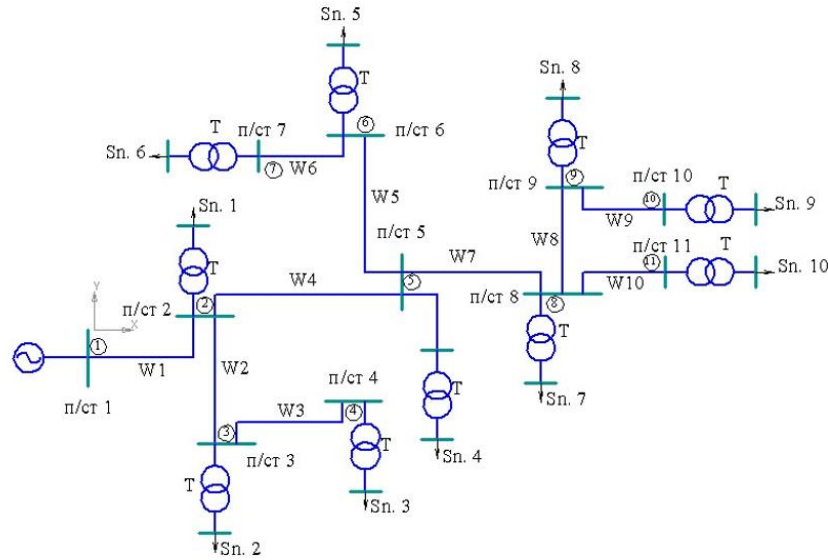 Sn. 5
Sn. 8
T
T
⑥
п/ст 6
п/ст 7
T
Sn. 6
⑦
W6
п/ст 9
⑨
п/ст 10
T
⑩
W9
Sn. 9
W5
Sn. 1
T
W8
п/ст 5
W7
п/ст 11
T
⑪
W10
Sn. 10
W4
⑤
п/ст 8
⑧
Y
X
п/ст 2
②
T
①
W1
W2
п/ст 1
T
Sn. 7
п/ст 4
④
W3
③
п/ст 3
T
T
Sn. 4
Sn. 3
T
Sn. 2